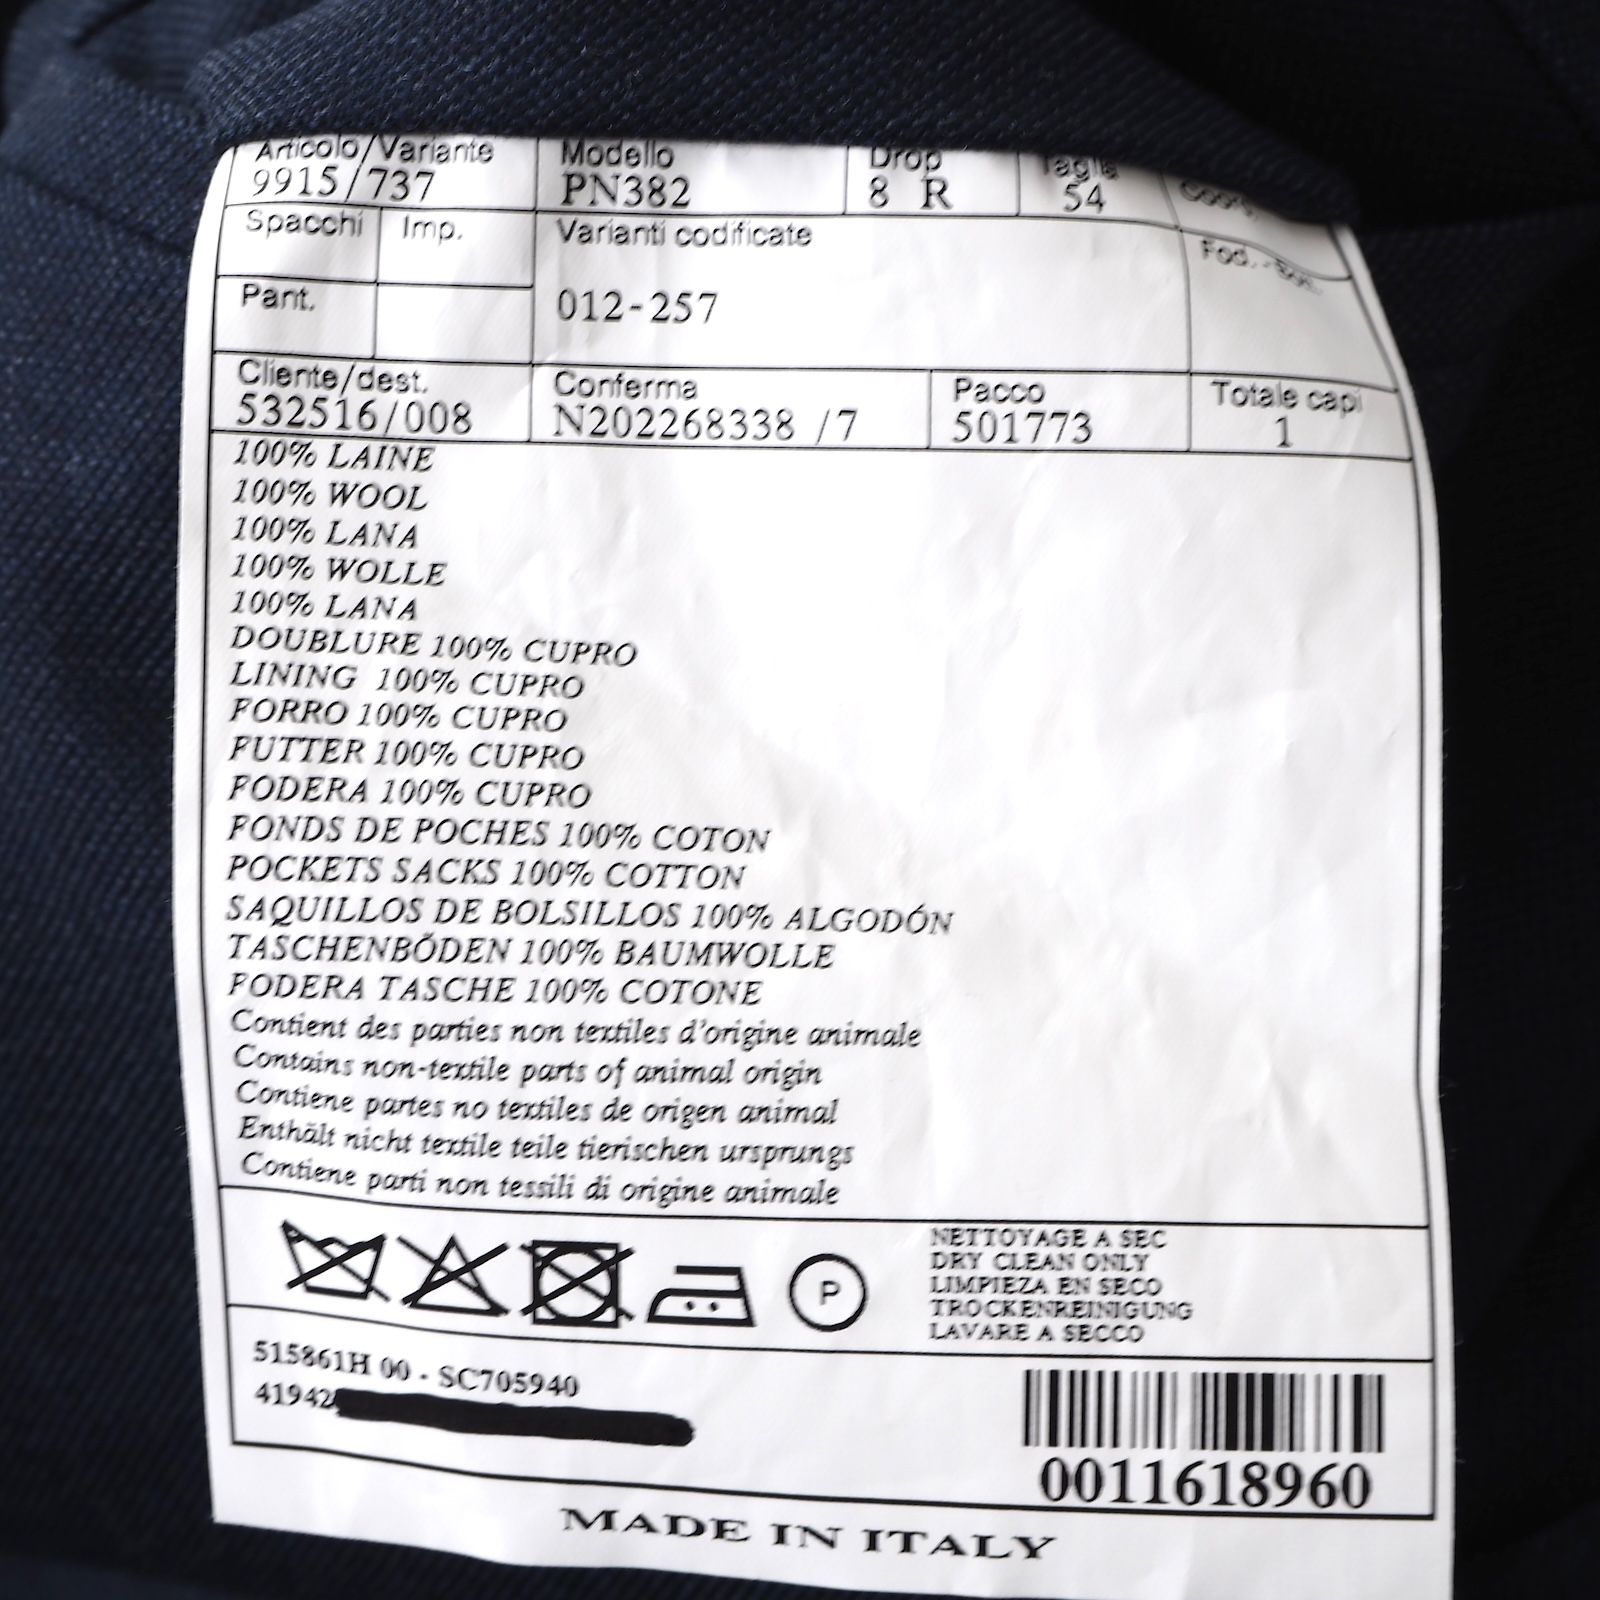 Articolo/Variante Modello Drop Taglia
9915/737 PN382 8 R 54
Spacchi Imp. Varianti codificate Fod.
Pant. 012-257
Cliente/dest. Conferma Pacco Totale capi
532516/008 N202268338 /7 501773 1
100% LAINE
100% WOOL
100% LANA
100% WOLLE
100% LANA
DOUBLURE 100% CUPRO
LINING 100% CUPRO
FORRO 100% CUPRO
FUTTER 100% CUPRO
FODERA 100% CUPRO
FONDS DE POCHES 100% COTON
POCKETS SACKS 100% COTTON
SAQUILLOS DE BOLSILLOS 100% ALGODÓN
TASCHENBÖDEN 100% BAUMWOLLE
FODERA TASCHE 100% COTONE
Contient des parties non textiles d'origine animale
Contains non-textile parts of animal origin
Contiene partes no textiles de origen animal
Enthält nicht textile teile tierischen ursprungs
Contiene parti non tessili di origine animale
P
NETTOYAGE A SEC
DRY CLEAN ONLY
LIMPIEZA EN SECO
TROCKENREINIGUNG
LAVARE A SECCO
515861H 00 - SC705940
41942
0011618960
MADE IN ITALY